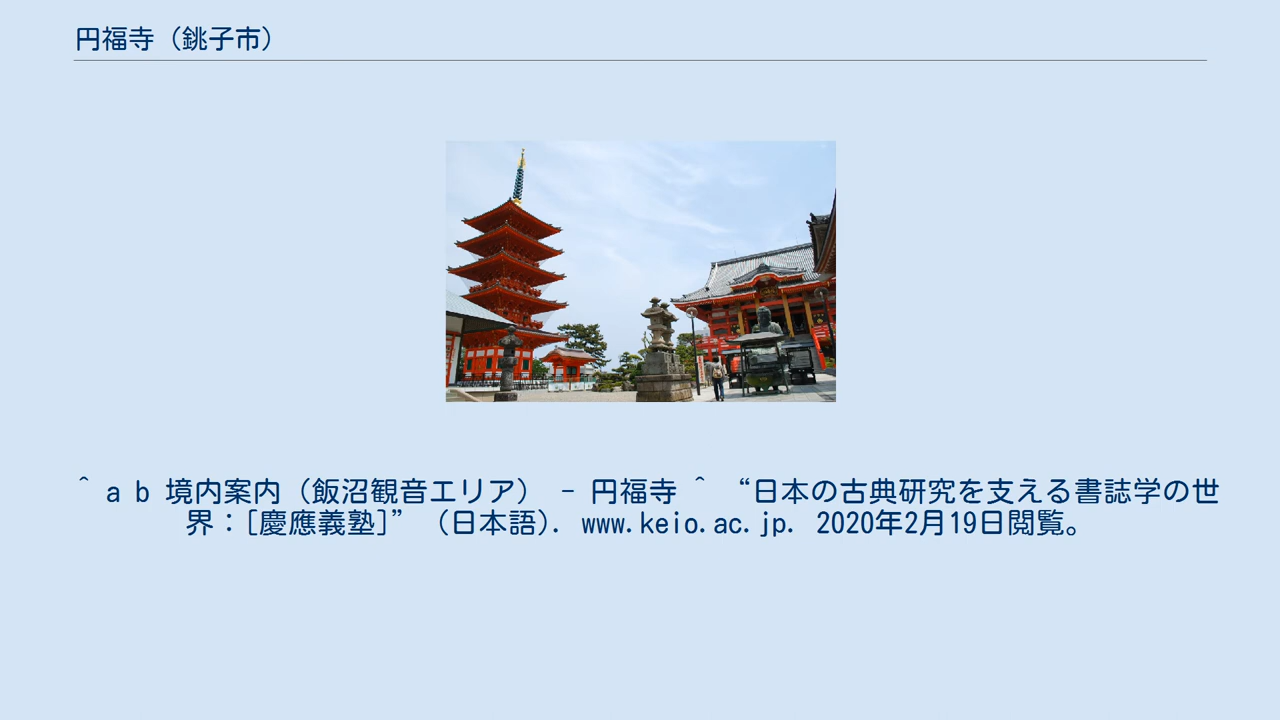 円福寺（銚子市）
^ a b 境内案内（飯沼観音エリア） - 円福寺 ^ “日本の古典研究を支える書誌学の世
界：[慶應義塾]” (日本語). www.keio.ac.jp. 2020年2月19日閲覧。